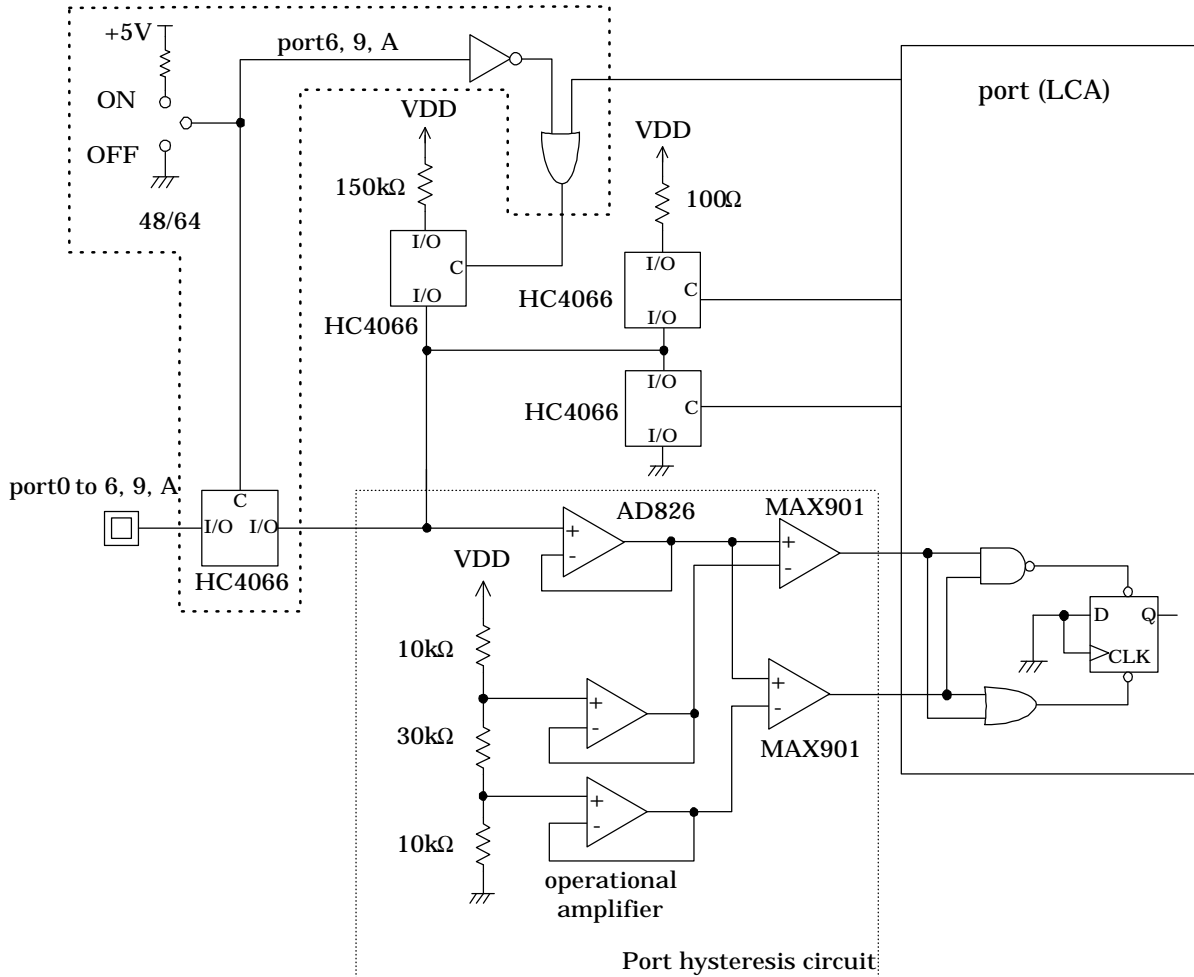 +5V
port6, 9, A
port (LCA)
ON
VDD
VDD
OFF
150kΩ
100Ω
48/64
I/O
C
I/O
I/O
C
I/O
HC4066
HC4066
I/O
C
I/O
HC4066
port0 to 6, 9, A
C
I/O I/O
HC4066
AD826
MAX901
+
-
+
-
VDD
D Q
CLK
10kΩ
+
-
+
-
30kΩ
MAX901
+
-
10kΩ
operational
amplifier
Port hysteresis circuit